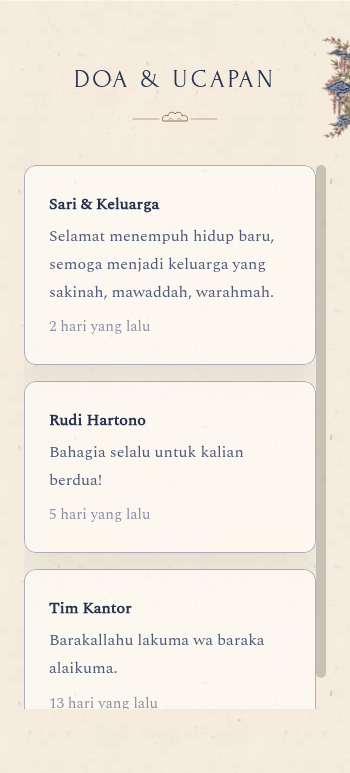 DOA & UCAPAN
Sari & Keluarga
Selamat menempuh hidup baru,
semoga menjadi keluarga yang
sakinah, mawaddah, warahmah.
2 hari yang lalu
Rudi Hartono
Bahagia selalu untuk kalian
berdua!
5 hari yang lalu
Tim Kantor
Barakallahu lakuma wa baraka
alaikuma.
13 hari yang lalu